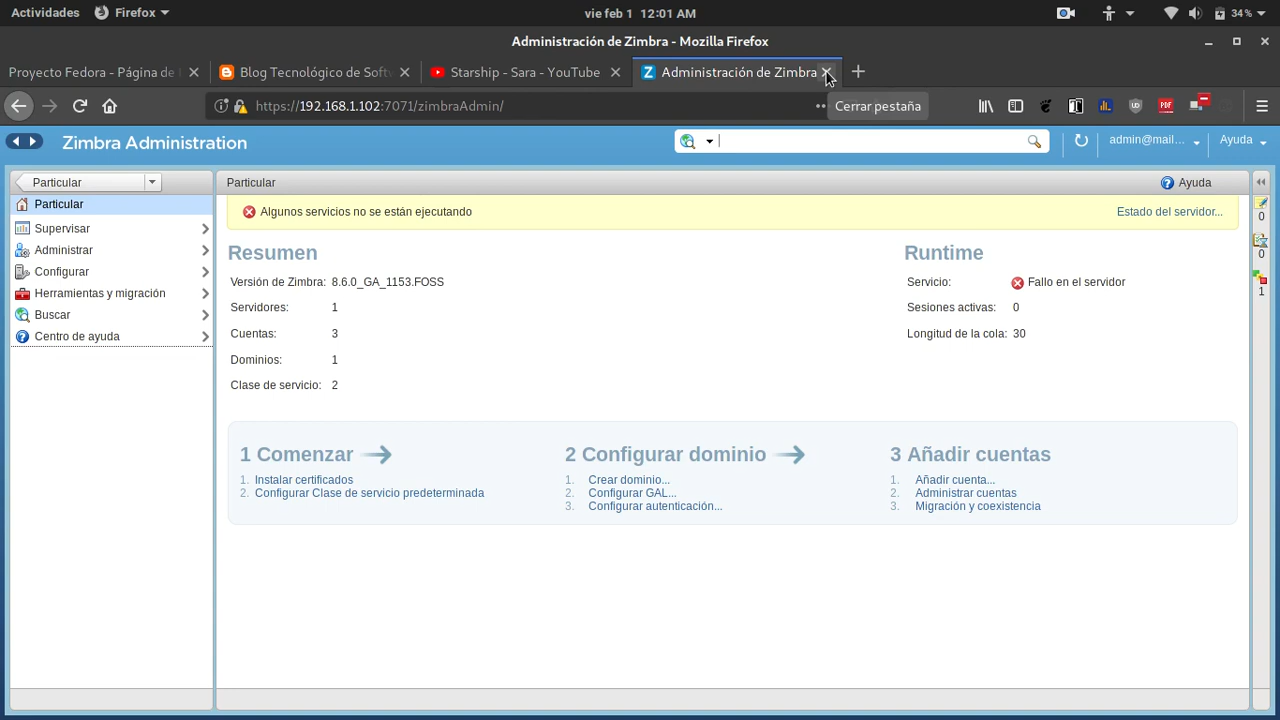 Actividades Firefox vie feb 1 12:01 AM 34 %
Administración de Zimbra - Mozilla Firefox
Proyecto Fedora - Página de Blog Tecnológico de Soft Starship - Sara - YouTube Administración de Zimbra
https://192.168.1.102:7071/zimbraAdmin/ Cerrar pestaña
Zimbra Administration admin@mail... Ayuda
Particular
Particular
Supervisar
Administrar
Configurar
Herramientas y migración
Buscar
Centro de ayuda
Particular Ayuda
Algunos servicios no se están ejecutando Estado del servidor...
Resumen
Versión de Zimbra: 8.6.0_GA_1153.FOSS
Servidores: 1
Cuentas: 3
Dominios: 1
Clase de servicio: 2
Runtime
Servicio: Fallo en el servidor
Sesiones activas: 0
Longitud de la cola: 30
1 Comenzar
1. Instalar certificados
2. Configurar Clase de servicio predeterminada
2 Configurar dominio
1. Crear dominio...
2. Configurar GAL...
3. Configurar autenticación...
3 Añadir cuentas
1. Añadir cuenta...
2. Administrar cuentas
3. Migración y coexistencia
0
0
1